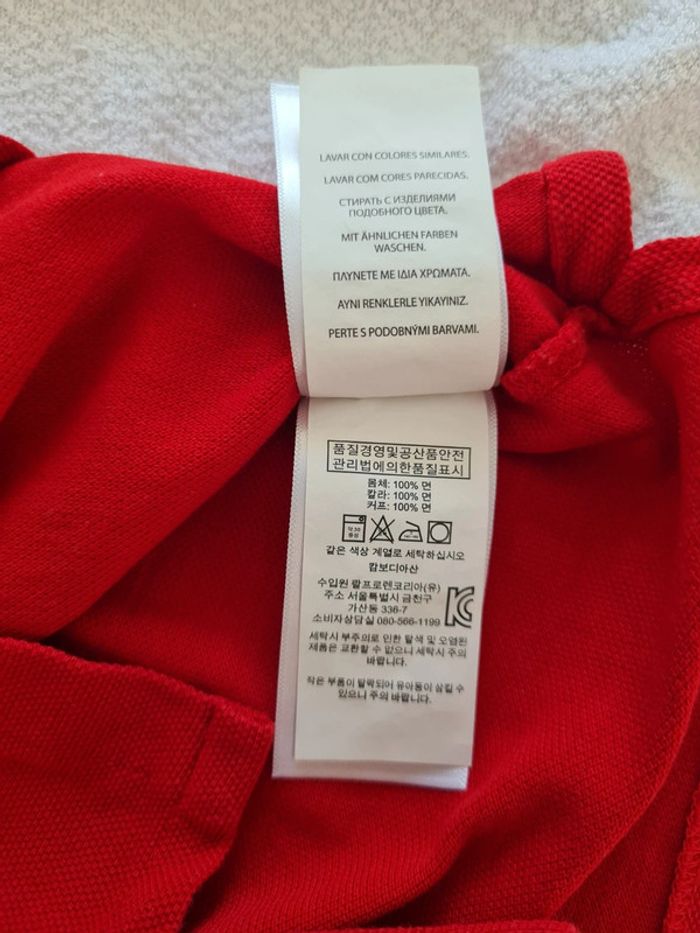 LAVAR CON COLORES SIMILARES.
LAVAR COM CORES PARECIDAS.
СТИРАТЬ С ИЗДЕЛИЯМИ
ПОДОБНОГО ЦВЕТА.
MIT ÄHNLICHEN FARBEN
WASCHEN.
ΠΛΥΝΕΤΕ ΜΕ ΙΔΙΑ ΧΡΩΜΑΤΑ.
AYNI RENKLERLE YIKAYINIZ.
PERTE S PODOBNÝMI BARVAMI.
품질경영및공산품안전
관리법에의한품질표시
몸체: 100% 면
칼라: 100% 면
커프: 100% 면
약 30
중성
같은 색상 계열로 세탁하십시오
캄보디아산
수입원 랄프로렌코리아(유)
주소 서울특별시 금천구
가산동 336-7
소비자상담실 080-566-1199
세탁시 부주의로 인한 탈색 및 오염된
제품은 교환할 수 없으니 세탁시 주의
바랍니다.
작은 부품이 탈락되어 유아동이 삼킬 수
있으니 주의 바랍니다.